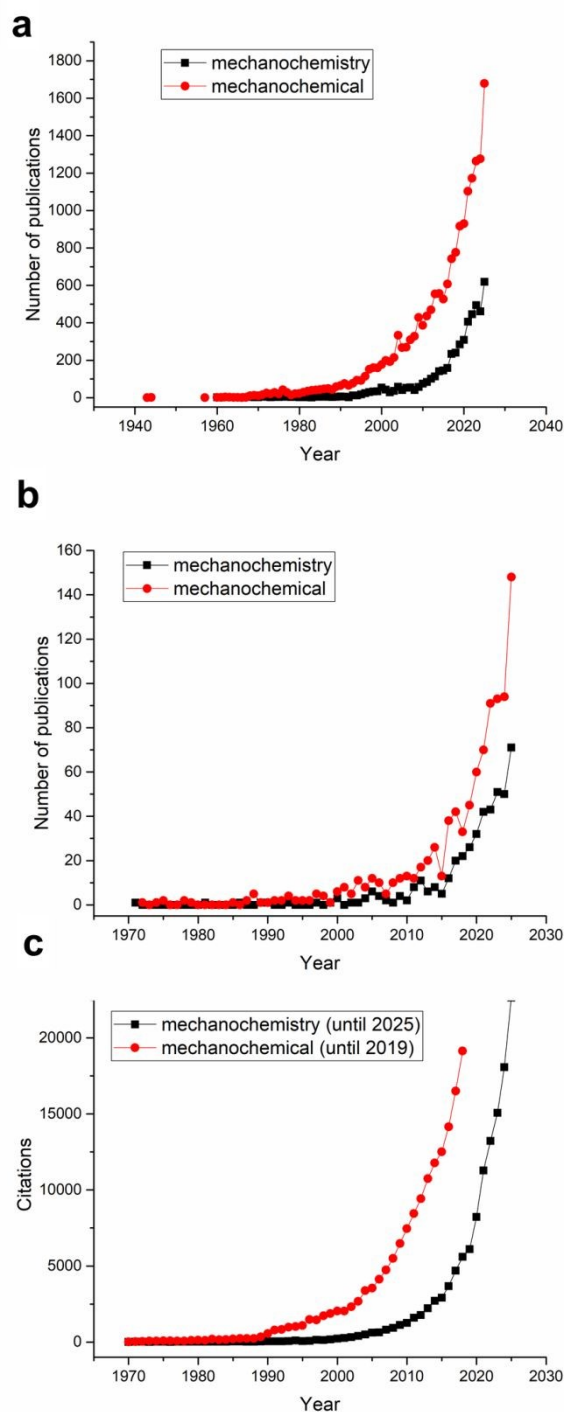 a
mechanochemistry
mechanochemical
1800
1600
1400
1200
1000
800
600
400
200
0
Number of publications
1940 1960 1980 2000 2020 2040
Year
b
mechanochemistry
mechanochemical
160
140
120
100
80
60
40
20
0
Number of publications
1970 1980 1990 2000 2010 2020 2030
Year
c
mechanochemistry (until 2025)
mechanochemical (until 2019)
20000
15000
10000
5000
0
Citations
1970 1980 1990 2000 2010 2020 2030
Year